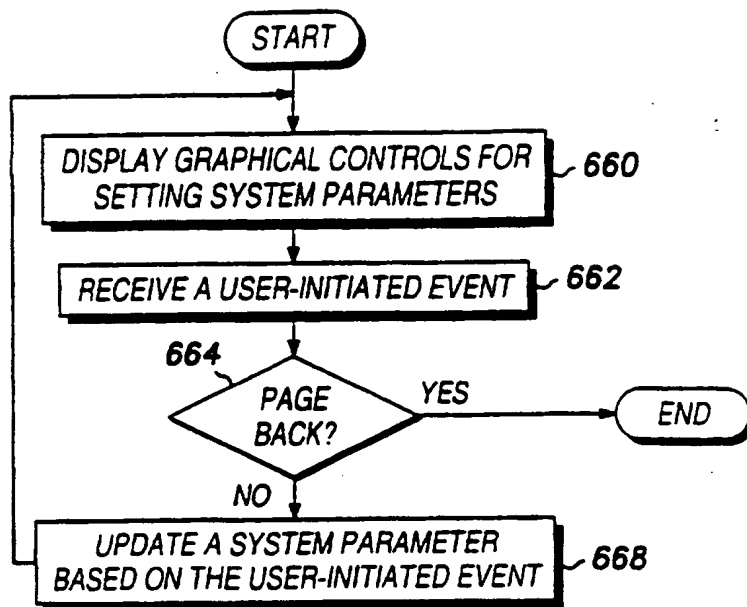 START
DISPLAY GRAPHICAL CONTROLS FOR
SETTING SYSTEM PARAMETERS
660
RECEIVE A USER-INITIATED EVENT
662
664
PAGE
BACK?
YES
END
NO
UPDATE A SYSTEM PARAMETER
BASED ON THE USER-INITIATED EVENT
668